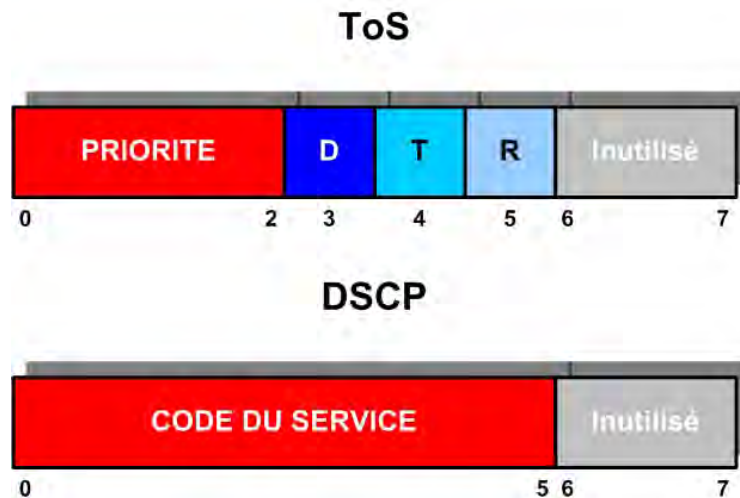 ToS
PRIORITE D T R Inutilisé
0 2 3 4 5 6 7
DSCP
CODE DU SERVICE Inutilisé
0 5 6 7